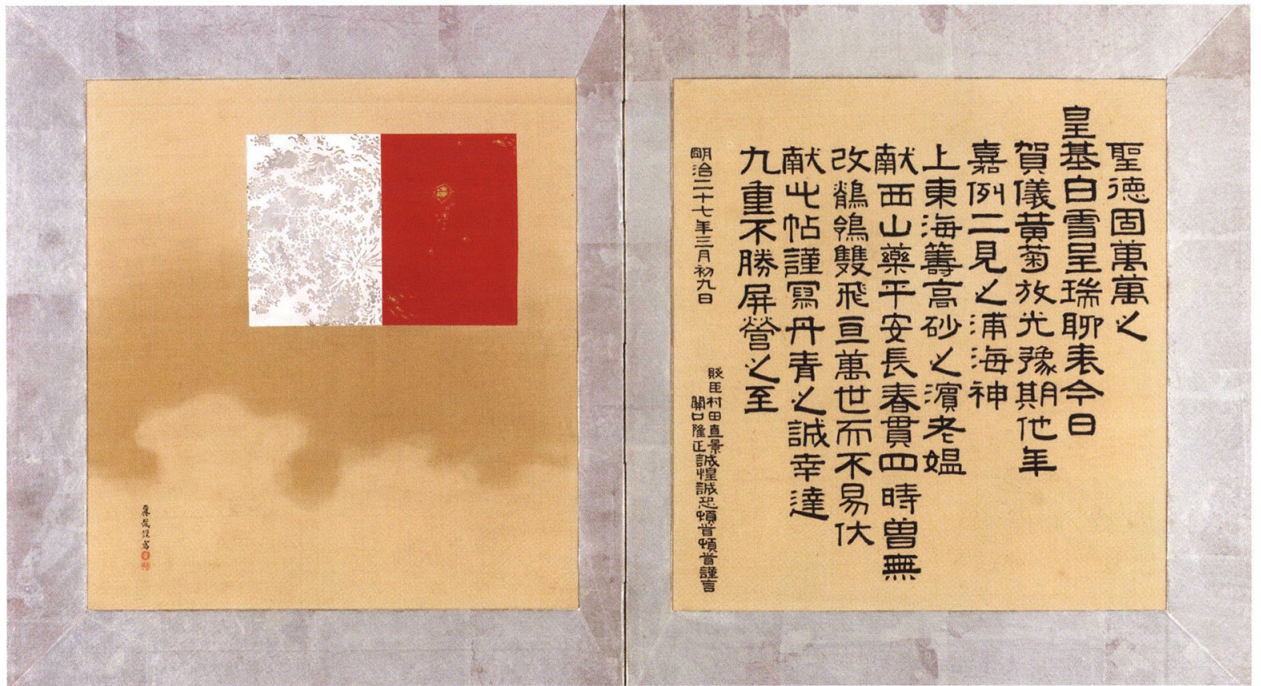 聖徳固萬萬之
皇基白雪呈瑞聊表今日
賀儀黄菊放光豫期他年
嘉例二見之浦海神
上東海籌高砂之濱老媼
献西山藥平安長春貫四時曽無
改鶺鴒雙飛亘萬世而不易伏
献此帖謹寫丹青之誠幸達
九重不勝屏營之至
明治二十七年三月初九日
貶臣村田直景誠惶誠恐頓首頓首謹言
關口隆正